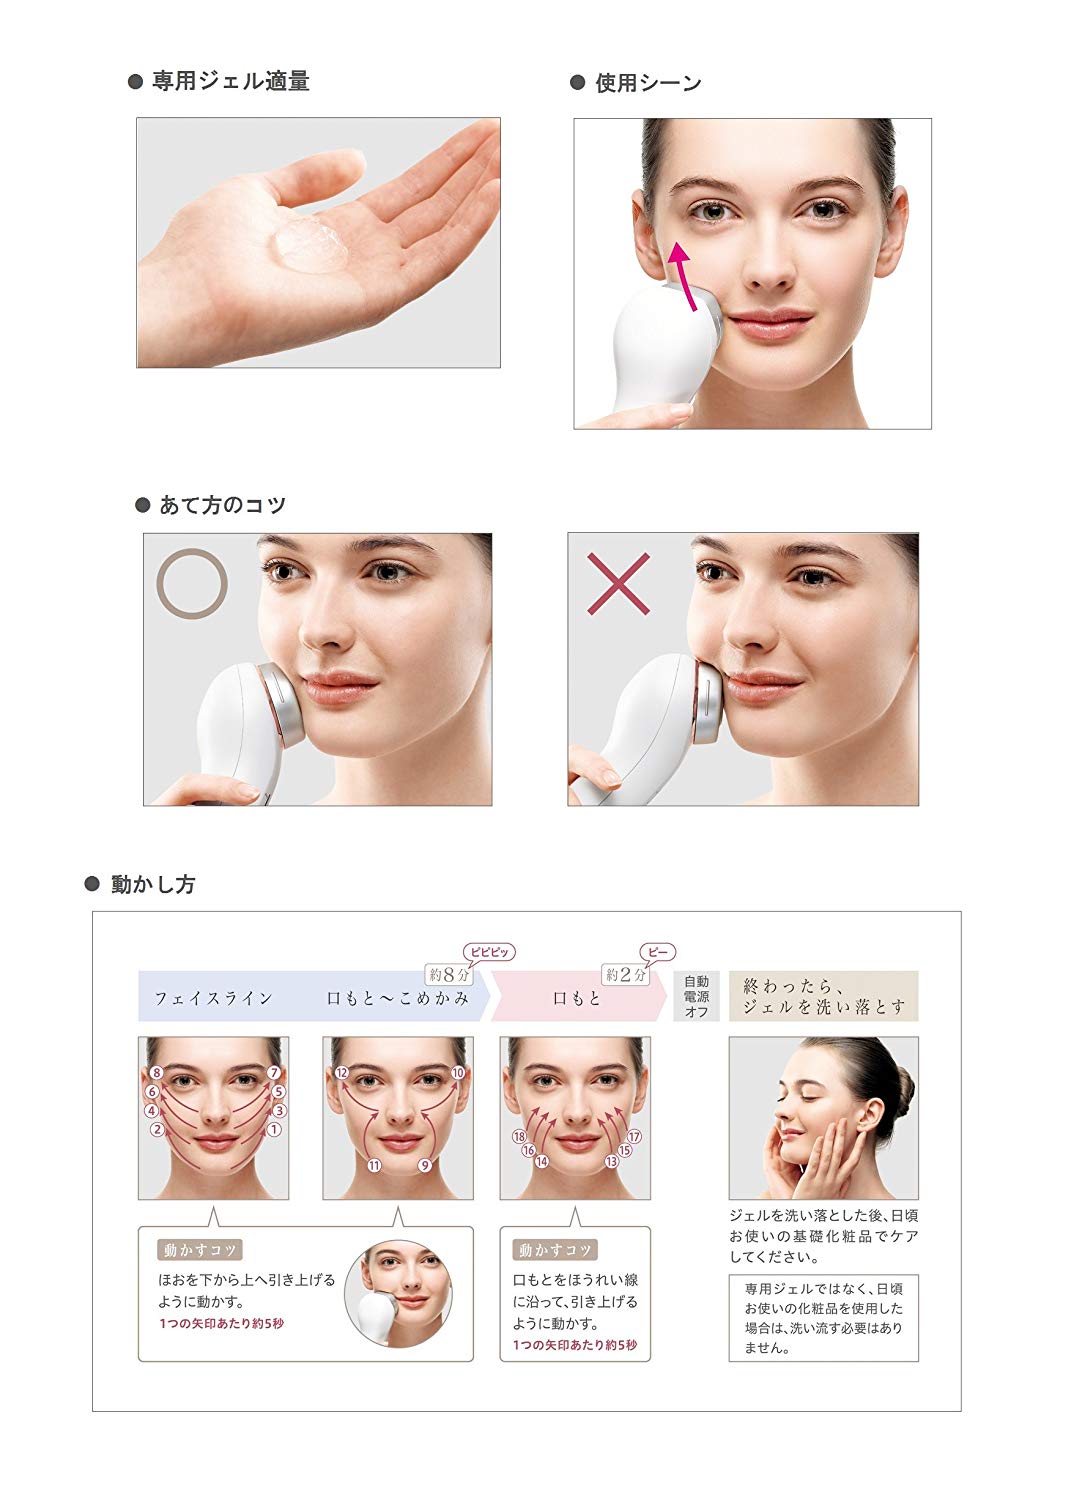 ● 専用ジェル適量
● 使用シーン
● あて方のコツ
● 動かし方
ピピピッ
ピー
約8分
約2分
フェイスライン
口もと〜こめかみ
口もと
自動
電源
オフ
終わったら、
ジェルを洗い落とす
8
7
6
5
4
3
2
1
12
10
11
9
18
17
16
15
14
13
動かすコツ
ほおを下から上へ引き上げる
ように動かす。
1つの矢印あたり約5秒
動かすコツ
口もとをほうれい線
に沿って、引き上げる
ように動かす。
1つの矢印あたり約5秒
ジェルを洗い落とした後、日頃
お使いの基礎化粧品でケア
してください。
専用ジェルではなく、日頃
お使いの化粧品を使用した
場合は、洗い流す必要はあり
ません。